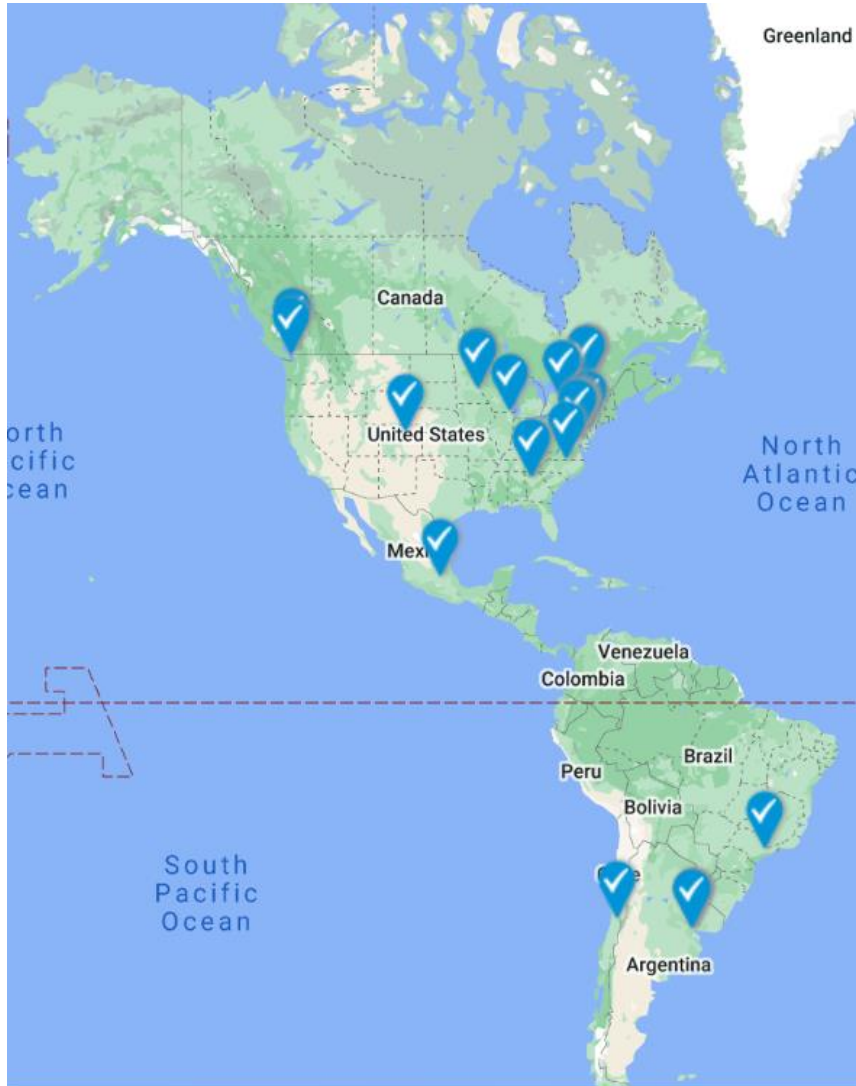 Greenland
Canada
United States
orth
cific
cean
North
Atlantic
Ocean
Mexi
Venezuela
Colombia
Brazil
Peru
Bolivia
South
Pacific
Ocean
Argentina